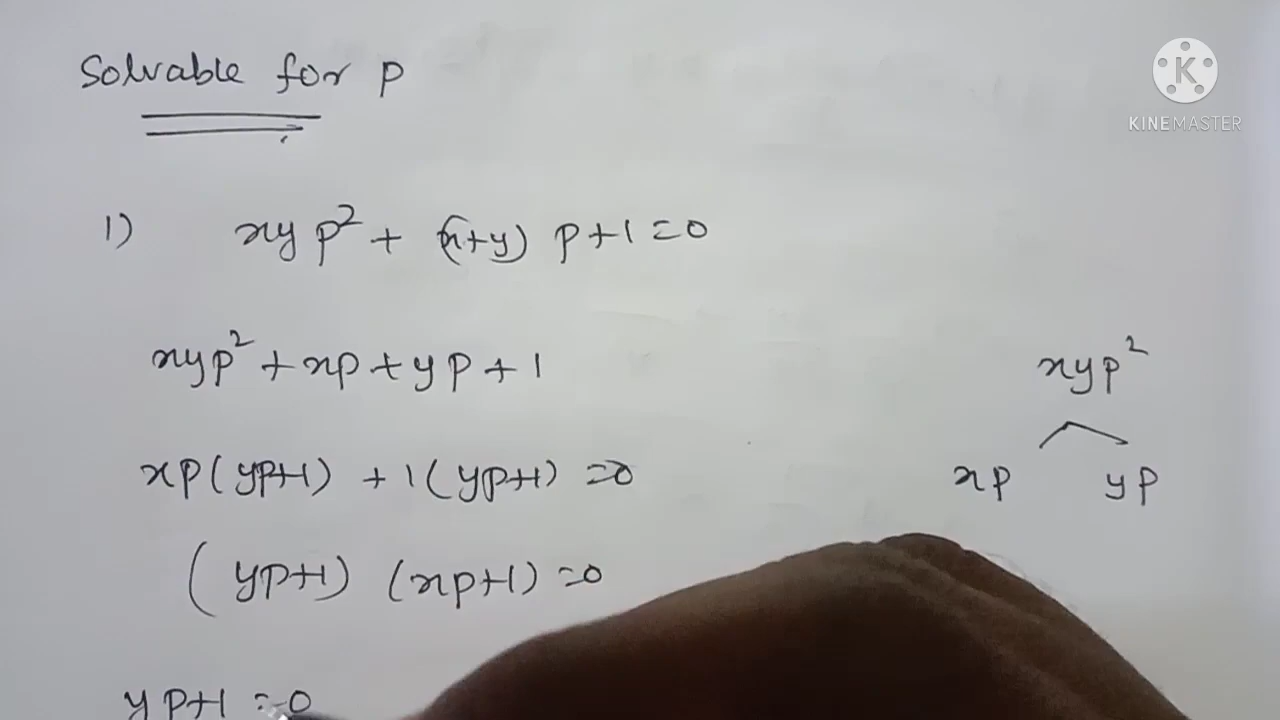 Solvable for p
K
KINEMASTER
1) xyp² + (x+y) p+1=0
xyp² + xp + yp + 1
xyp²
xp yp
xp(yp+1) + 1(yp+1) =0
(yp+1) (xp+1) =0
yp+1 =0